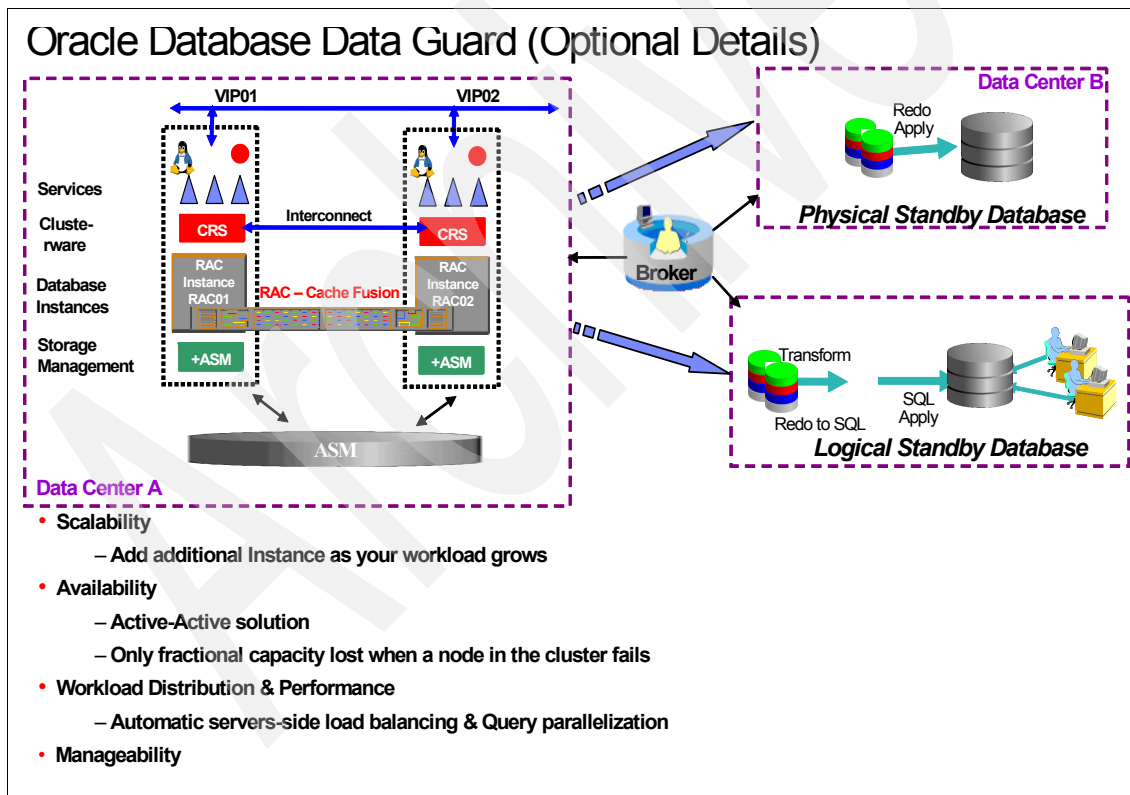 Oracle Database Data Guard (Optional Details)
VIP01
VIP02
Services
Cluste-
rware
Database
Instances
Storage
Management
CRS
Interconnect
CRS
RAC
Instance
RAC01
RAC – Cache Fusion
RAC
Instance
RAC02
+ASM
+ASM
ASM
Data Center A
Broker
Data Center B
Redo
Apply
Physical Standby Database
Transform
Redo to SQL
SQL
Apply
Logical Standby Database
• Scalability
– Add additional Instance as your workload grows
• Availability
– Active-Active solution
– Only fractional capacity lost when a node in the cluster fails
• Workload Distribution & Performance
– Automatic servers-side load balancing & Query parallelization
• Manageability